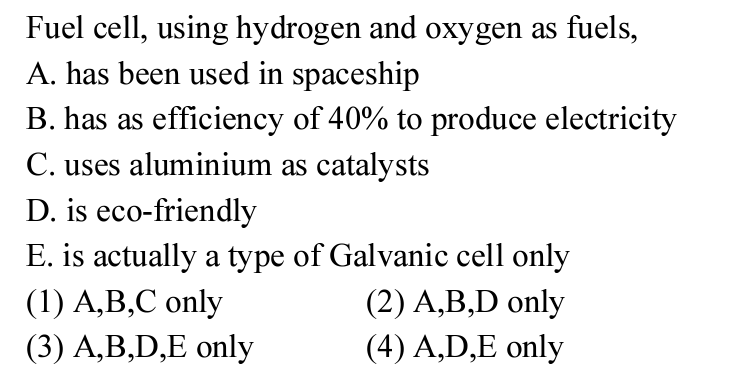 Fuel cell, using hydrogen and oxygen as fuels,
A. has been used in spaceship
B. has as efficiency of 40% to produce electricity
C. uses aluminium as catalysts
D. is eco-friendly
E. is actually a type of Galvanic cell only
(1) A,B,C only (2) A,B,D only
(3) A,B,D,E only (4) A,D,E only